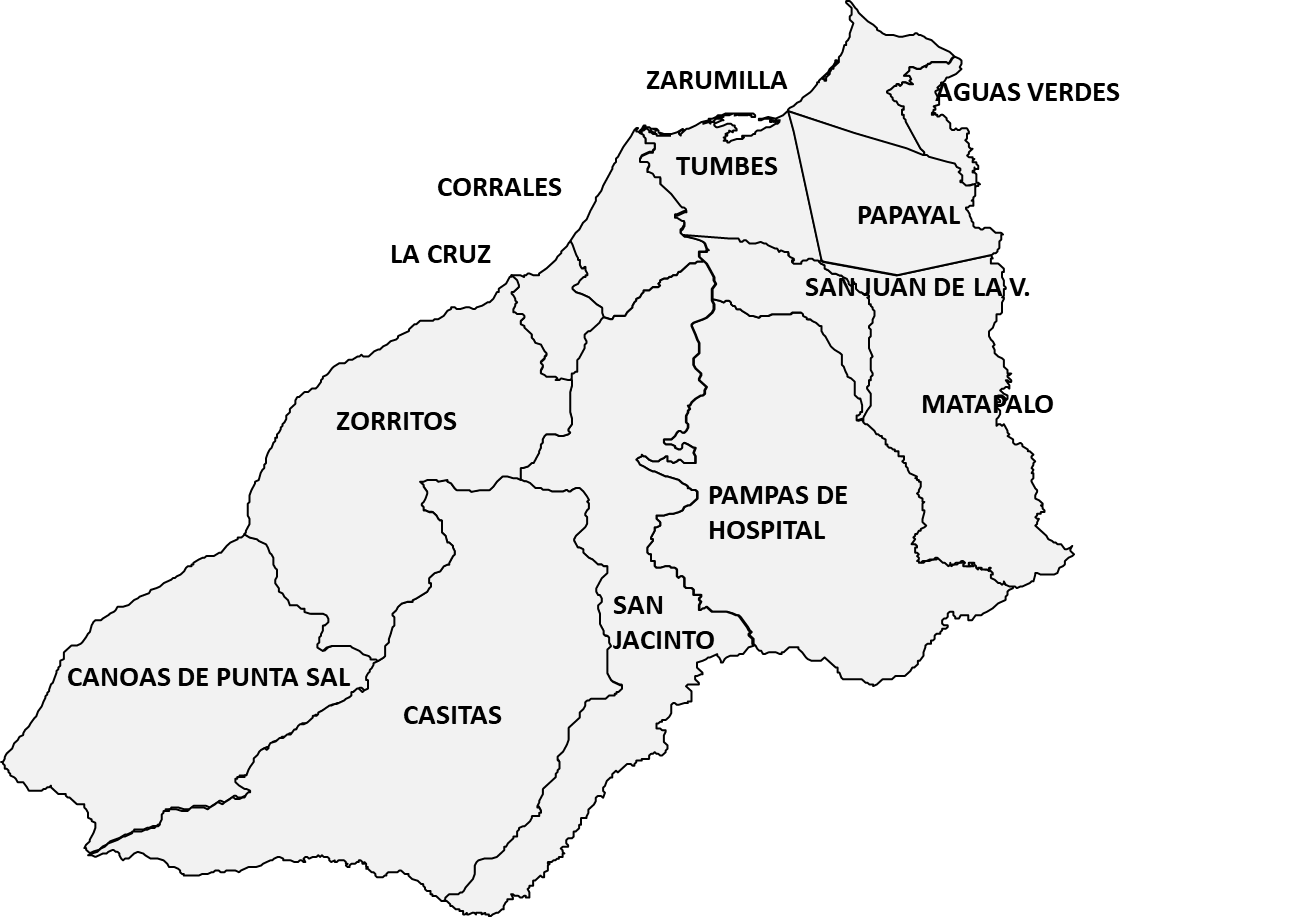 ZARUMILLA
AGUAS VERDES
TUMBES
CORRALES
PAPAYAL
LA CRUZ
SAN JUAN DE LA V.
MATAPALO
ZORRITOS
PAMPAS DE
HOSPITAL
SAN
JACINTO
CANOAS DE PUNTA SAL
CASITAS